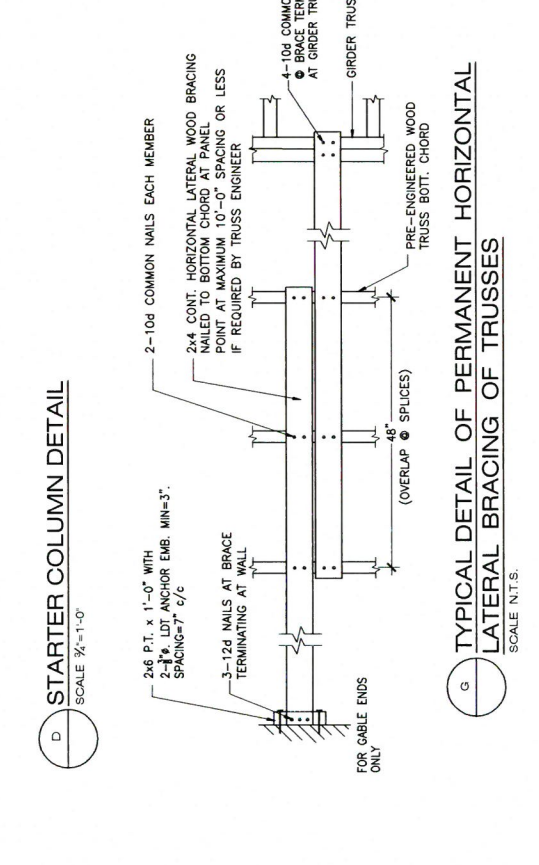 D
STARTER COLUMN DETAIL
SCALE ¾"=1'-0"
2x6 P.T. x 1'-0" WITH
2-⅜"ø. LDT ANCHOR EMB. MIN=3".
SPACING=7" c/c
3-12d NAILS AT BRACE
TERMINATING AT WALL
FOR GABLE ENDS
ONLY
2-10d COMMON NAILS EACH MEMBER
2x4 CONT. HORIZONTAL LATERAL WOOD BRACING
NAILED TO BOTTOM CHORD AT PANEL
POINT AT MAXIMUM 10'-0" SPACING OR LESS
IF REQUIRED BY TRUSS ENGINEER
4-10d COMMO
@ BRACE TER
AT GIRDER TR
GIRDER TRUS
48"
(OVERLAP @ SPLICES)
PRE-ENGINEERED WOOD
TRUSS BOTT. CHORD
G
TYPICAL DETAIL OF PERMANENT HORIZONTAL
LATERAL BRACING OF TRUSSES
SCALE N.T.S.